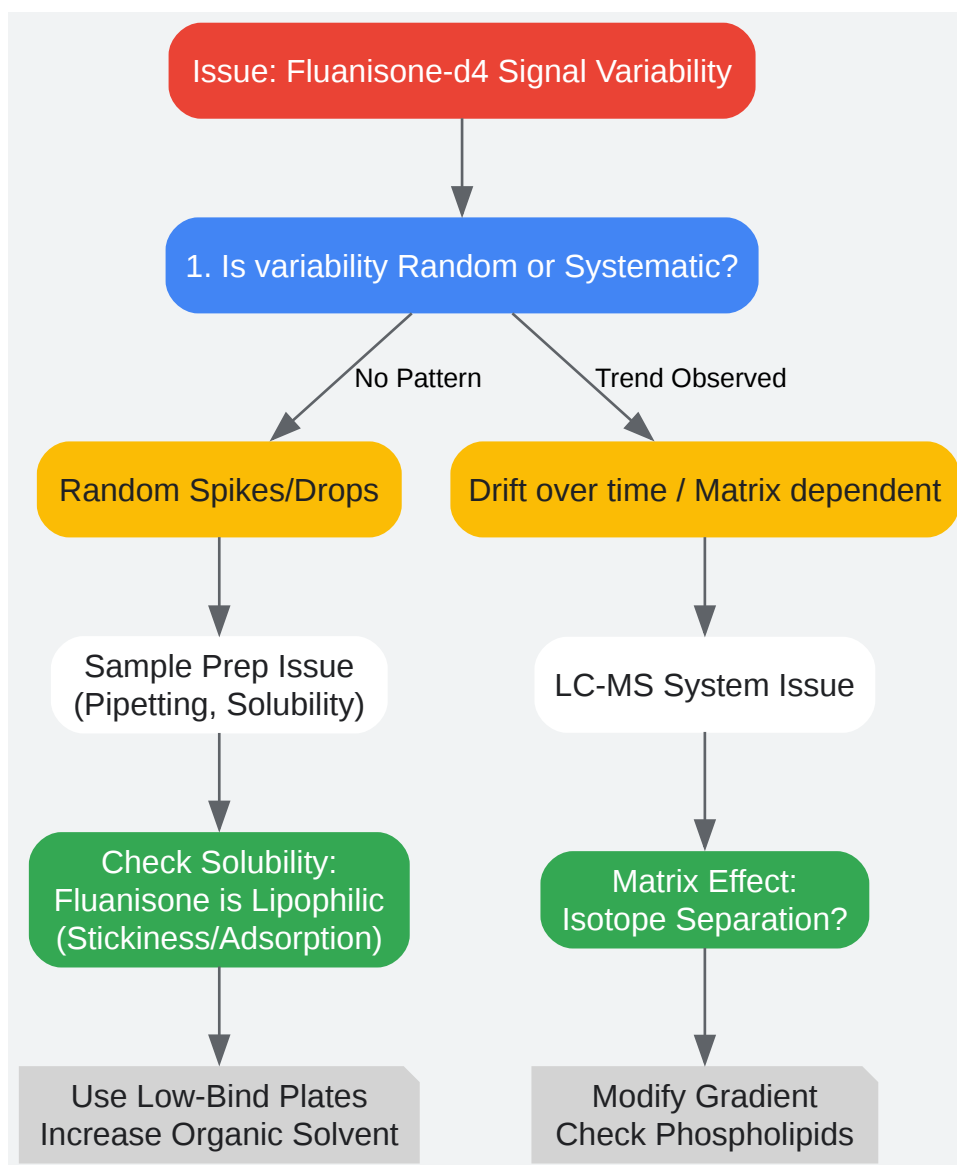 Issue: Fluanisone-d4 Signal Variability
1. Is variability Random or Systematic?
No Pattern
Trend Observed
Random Spikes/Drops
Drift over time / Matrix dependent
Sample Prep Issue
(Pipetting, Solubility)
LC-MS System Issue
Check Solubility:
Fluanisone is Lipophilic
(Stickiness/Adsorption)
Matrix Effect:
Isotope Separation?
Use Low-Bind Plates
Increase Organic Solvent
Modify Gradient
Check Phospholipids